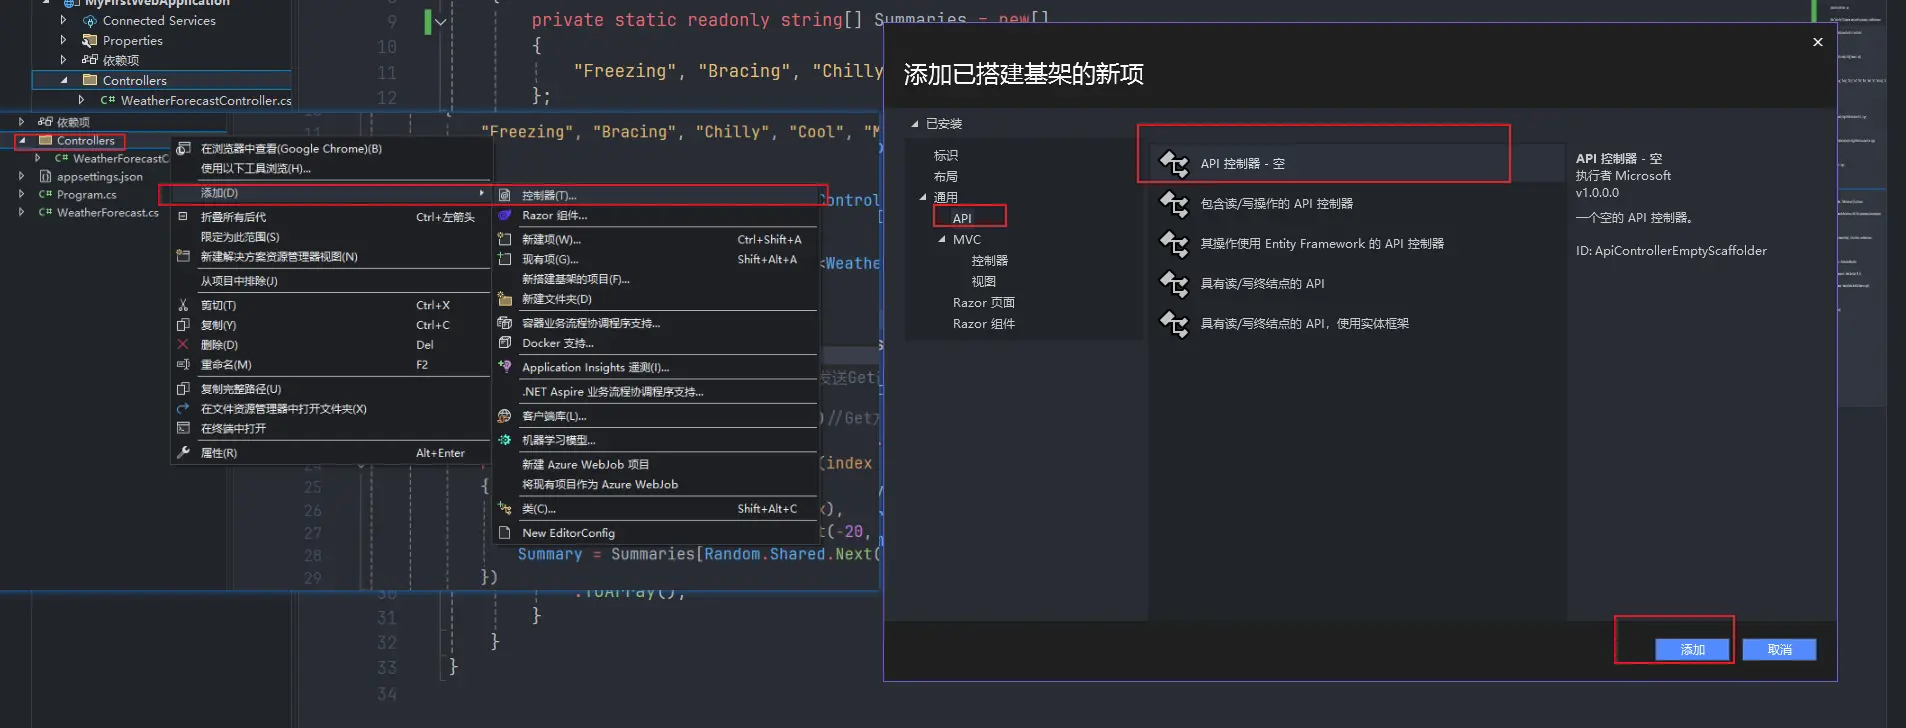 MyFirstWebApplication
Connected Services
Properties
依赖项
Controllers
C# WeatherForecastController.cs
9
10
11
12
private static readonly string[] Summaries = new[]
{
"Freezing", "Bracing", "Chilly
};
依赖项
Controllers
C# WeatherForecastC
appsettings.json
C# Program.cs
C# WeatherForecast.cs
11
"Freezing", "Bracing", "Chilly", "Cool", "M
在浏览器中查看(Google Chrome)(B)
使用以下工具浏览(H)...
添加(D)
折叠所有后代 Ctrl+左箭头
限定为此范围(S)
新建解决方案资源管理器视图(N)
从项目中排除(J)
剪切(T) Ctrl+X
复制(Y) Ctrl+C
删除(D) Del
重命名(M) F2
复制完整路径(U)
在文件资源管理器中打开文件夹(X)
在终端中打开
属性(R) Alt+Enter
控制器(T)...
Razor 组件...
新建项(W)... Ctrl+Shift+A
现有项(G)... Shift+Alt+A
新搭建基架的项目(F)...
新建文件夹(D)
容器业务流程协调程序支持...
Docker 支持...
Application Insights 遥测(I)...
.NET Aspire 业务流程协调程序支持...
客户端库(L)...
机器学习模型...
新建 Azure WebJob 项目
将现有项目作为 Azure WebJob
类(C)... Shift+Alt+C
New EditorConfig
Control
<Weathe
发送Get
)//Get
(index
25 {
26 x),
27 t(-20,
28 Summary = Summaries[Random.Shared.Next(
29 })
30 .ToArray();
31 }
32 }
33 }
34
添加已搭建基架的新项
已安装
标识
布局
通用
API
MVC
控制器
视图
Razor 页面
Razor 组件
API 控制器 - 空
包含读/写操作的 API 控制器
其操作使用 Entity Framework 的 API 控制器
具有读/写终结点的 API
具有读/写终结点的 API，使用实体框架
API 控制器 - 空
执行者 Microsoft
v1.0.0.0
一个空的 API 控制器。
ID: ApiControllerEmptyScaffolder
添加
取消